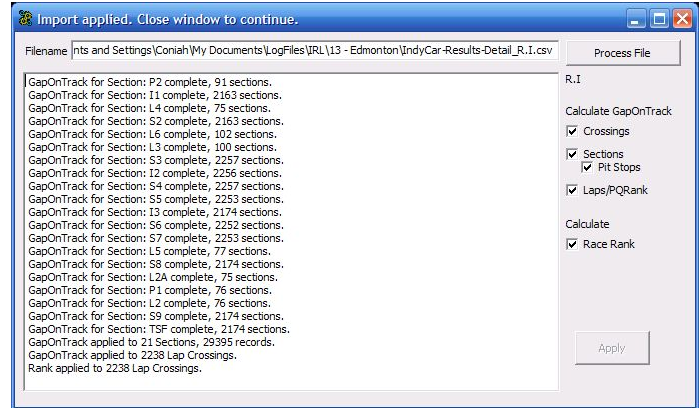 Import applied. Close window to continue.
Filename nts and Settings\Coniah\My Documents\LogFiles\IRL\13 - Edmonton\IndyCar-Results-Detail_R.I.csv Process File
R.I
GapOnTrack for Section: P2 complete, 91 sections.
GapOnTrack for Section: I1 complete, 2163 sections.
GapOnTrack for Section: L4 complete, 75 sections.
GapOnTrack for Section: S2 complete, 2163 sections.
GapOnTrack for Section: L6 complete, 102 sections.
GapOnTrack for Section: L3 complete, 100 sections.
GapOnTrack for Section: S3 complete, 2257 sections.
GapOnTrack for Section: I2 complete, 2256 sections.
GapOnTrack for Section: S4 complete, 2257 sections.
GapOnTrack for Section: S5 complete, 2253 sections.
GapOnTrack for Section: I3 complete, 2174 sections.
GapOnTrack for Section: S6 complete, 2252 sections.
GapOnTrack for Section: S7 complete, 2253 sections.
GapOnTrack for Section: L5 complete, 77 sections.
GapOnTrack for Section: S8 complete, 2174 sections.
GapOnTrack for Section: L2A complete, 75 sections.
GapOnTrack for Section: P1 complete, 76 sections.
GapOnTrack for Section: L2 complete, 76 sections.
GapOnTrack for Section: S9 complete, 2174 sections.
GapOnTrack for Section: TSF complete, 2174 sections.
GapOnTrack applied to 21 Sections, 29395 records.
GapOnTrack applied to 2238 Lap Crossings.
Rank applied to 2238 Lap Crossings.
Calculate GapOnTrack
Crossings
Sections
Pit Stops
Laps/PQRank
Calculate
Race Rank
Apply